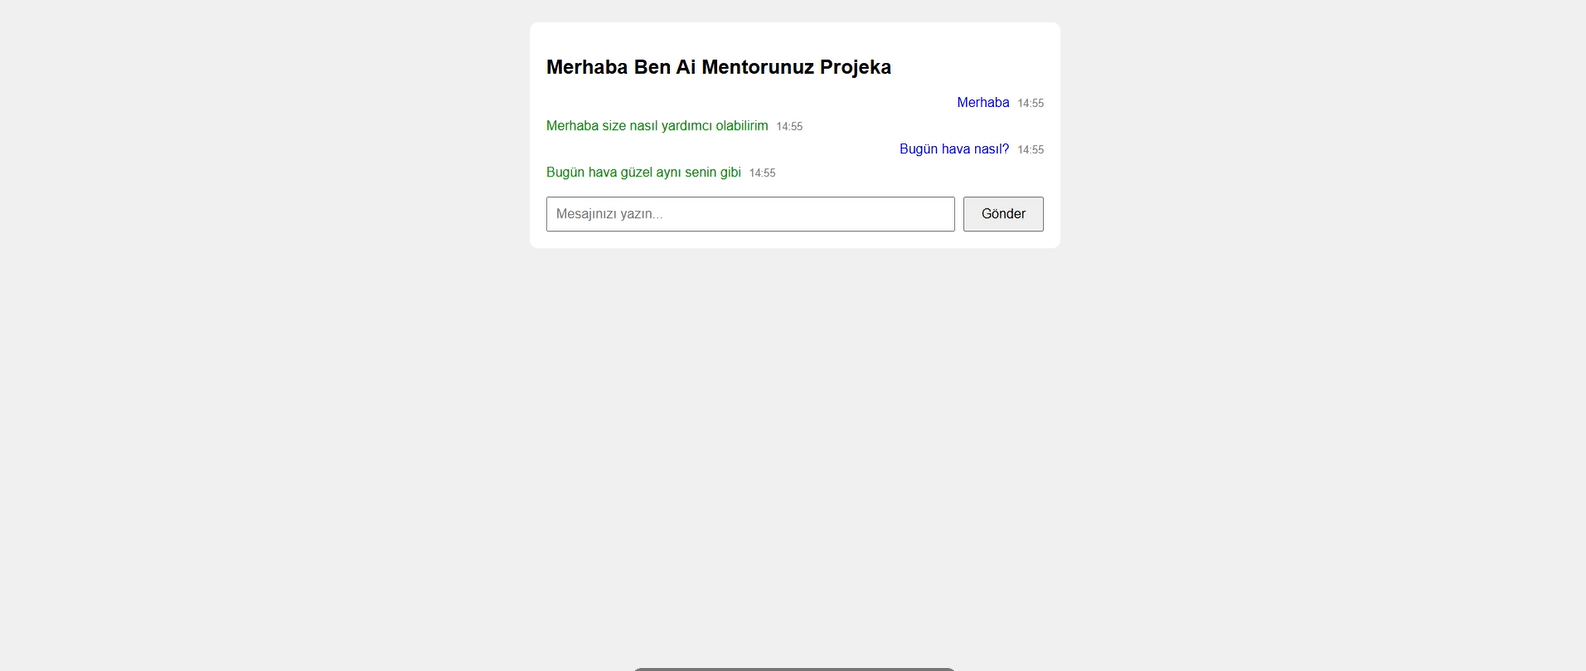 Merhaba Ben Ai Mentorunuz Projeka
Merhaba 14:55
Merhaba size nasıl yardımcı olabilirim 14:55
Bugün hava nasıl? 14:55
Bugün hava güzel aynı senin gibi 14:55
Mesajınızı yazın... Gönder